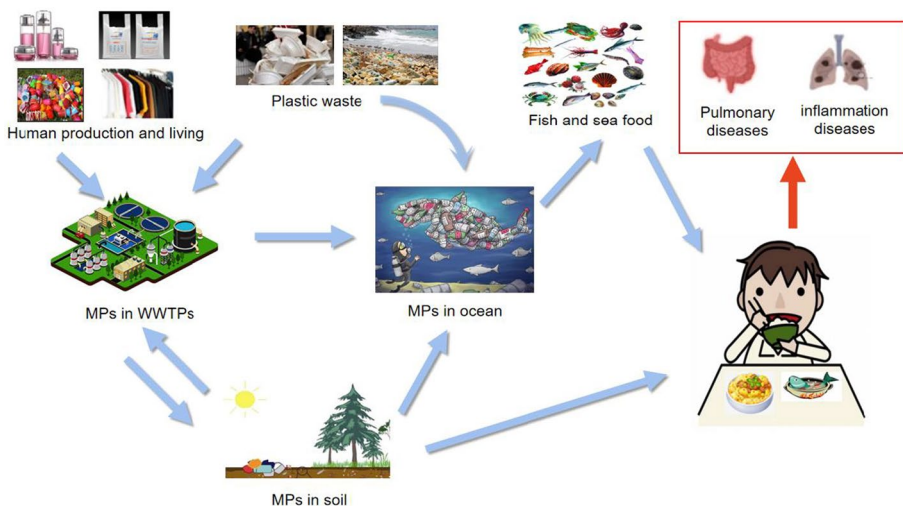 Human production and living
Plastic waste
Fish and sea food
Pulmonary
diseases
inflammation
diseases
MPs in WWTPs
MPs in ocean
MPs in soil